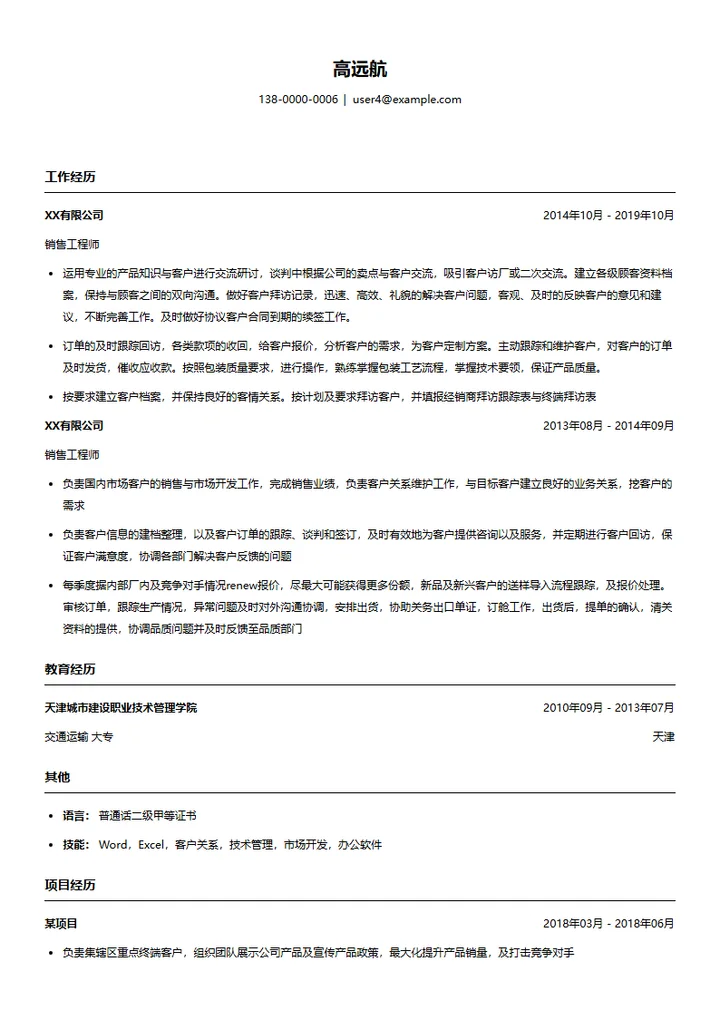 高远航
138-0000-0006 | user4@example.com
工作经历
XX有限公司 2014年10月 - 2019年10月
销售工程师
• 运用专业的产品知识与客户进行交流研讨，谈判中根据公司的卖点与客户交流，吸引客户访厂或二次交流。建立各级顾客资料档
案，保持与顾客之间的双向沟通。做好客户拜访记录，迅速、高效、礼貌的解决客户问题，客观、及时的反映客户的意见和建
议，不断完善工作。及时做好协议客户合同到期的续签工作。
• 订单的及时跟踪回访，各类款项的收回，给客户报价，分析客户的需求，为客户定制方案。主动跟踪和维护客户，对客户的订单
及时发货，催收应收款。按照包装质量要求，进行操作，熟练掌握包装工艺流程，掌握技术要领，保证产品质量。
• 按要求建立客户档案，并保持良好的客情关系。按计划及要求拜访客户，并填报经销商拜访跟踪表与终端拜访表
XX有限公司 2013年08月 - 2014年09月
销售工程师
• 负责国内市场客户的销售与市场开发工作，完成销售业绩，负责客户关系维护工作，与目标客户建立良好的业务关系，挖客户的
需求
• 负责客户信息的建档整理，以及客户订单的跟踪、谈判和签订，及时有效地为客户提供咨询以及服务，并定期进行客户回访，保
证客户满意度，协调各部门解决客户反馈的问题
• 每季度据内部厂内及竞争对手情况renew报价，尽最大可能获得更多份额，新品及新兴客户的送样导入流程跟踪，及报价处理。
审核订单，跟踪生产情况，异常问题及时对外沟通协调，安排出货，协助关务出口单证，订舱工作，出货后，提单的确认，清关
资料的提供，协调品质问题并及时反馈至品质部门
教育经历
天津城市建设职业技术管理学院 2010年09月 - 2013年07月
交通运输 大专 天津
其他
• 语言： 普通话二级甲等证书
• 技能： Word，Excel，客户关系，技术管理，市场开发，办公软件
项目经历
某项目 2018年03月 - 2018年06月
• 负责集辖区重点终端客户，组织团队展示公司产品及宣传产品政策，最大化提升产品销量，及打击竞争对手